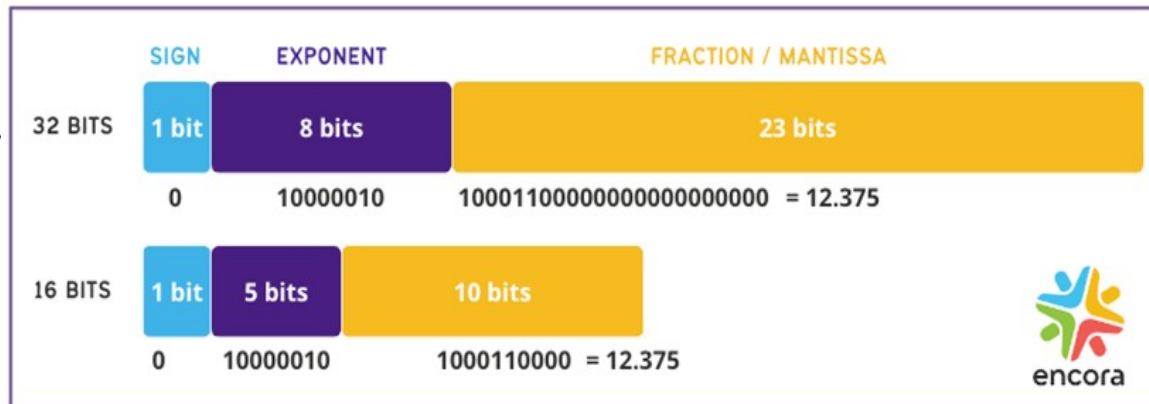 SIGN EXPONENT FRACTION / MANTISSA
32 BITS 1 bit 8 bits 23 bits
0 10000010 10001100000000000000000 = 12.375
16 BITS 1 bit 5 bits 10 bits
0 10000010 1000110000 = 12.375
encora